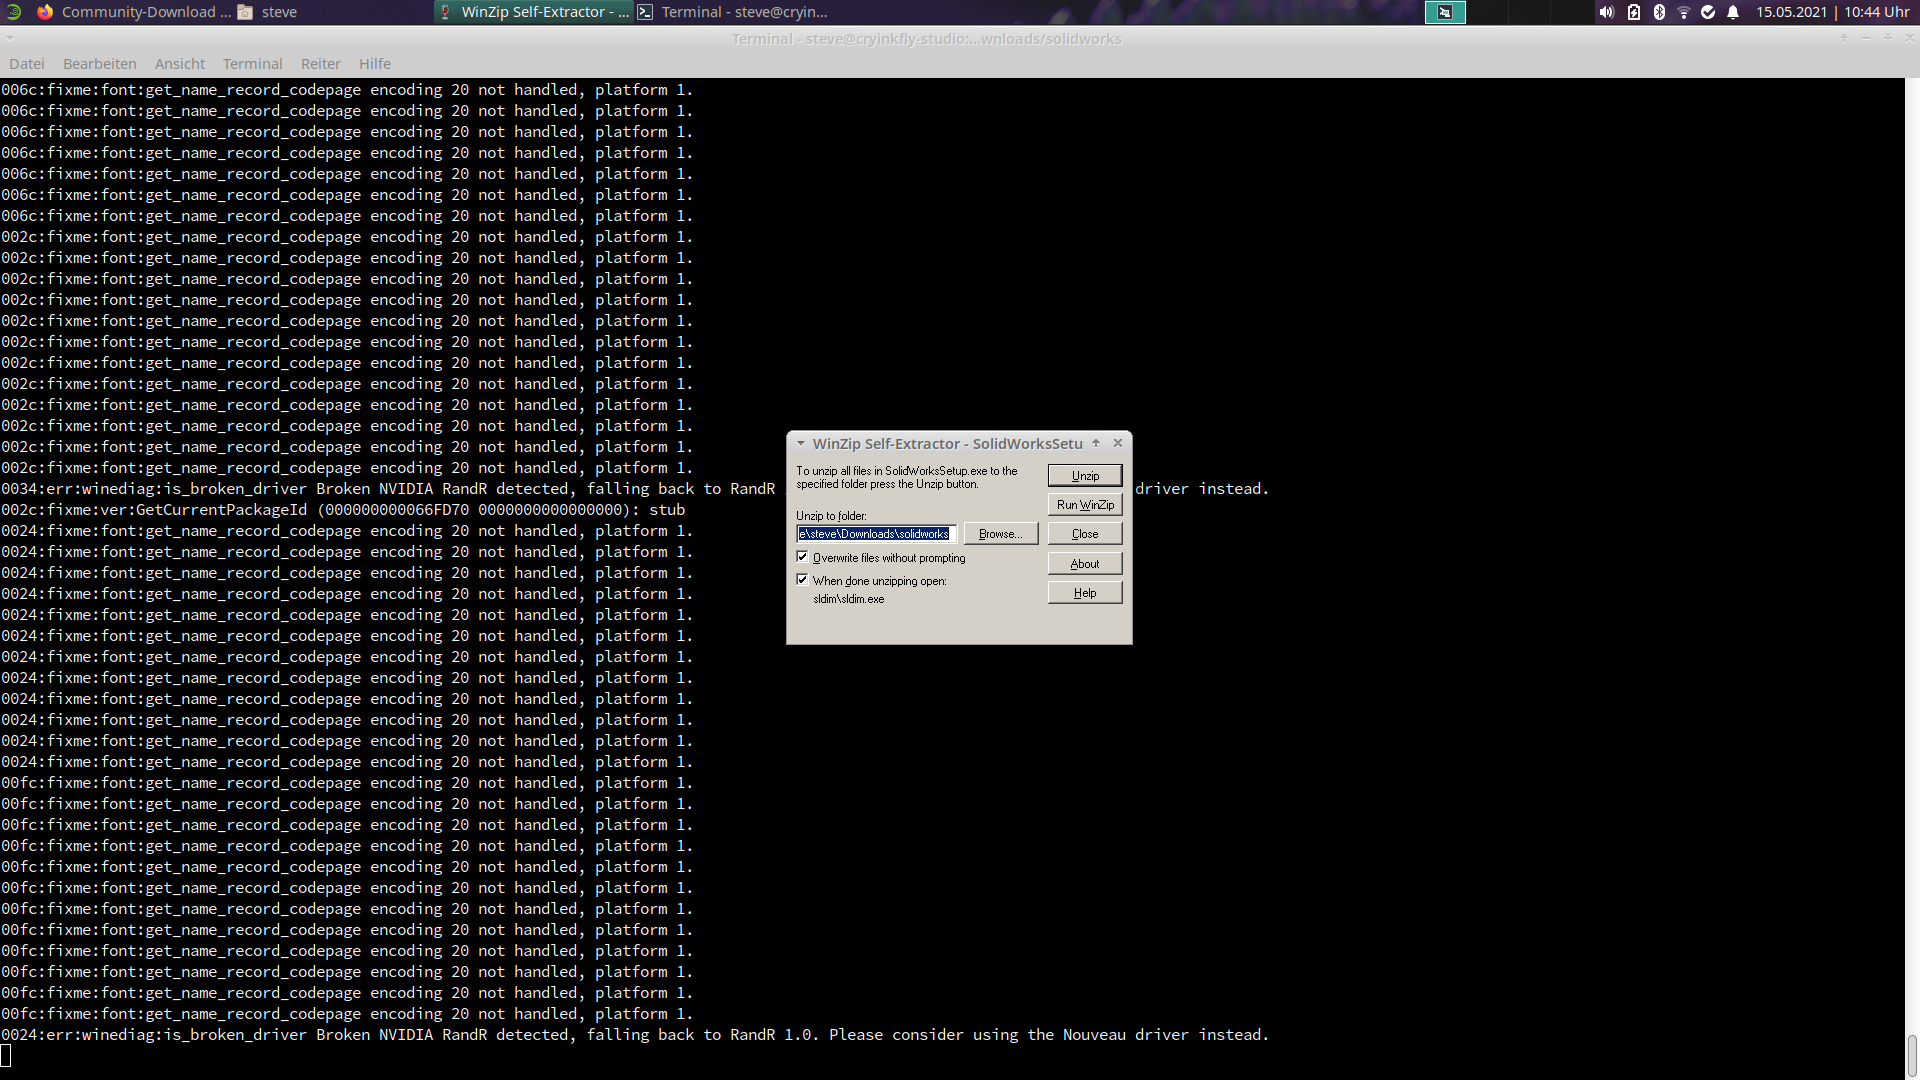 Community-Download ...
steve
WinZip Self-Extractor - ...
Terminal - steve@cryin...
15.05.2021 | 10:44 Uhr
Terminal - steve@cryinkfly-studio:...wnloads/solidworks
Datei Bearbeiten Ansicht Terminal Reiter Hilfe
006c:fixme:font:get_name_record_codepage encoding 20 not handled, platform 1.
006c:fixme:font:get_name_record_codepage encoding 20 not handled, platform 1.
006c:fixme:font:get_name_record_codepage encoding 20 not handled, platform 1.
006c:fixme:font:get_name_record_codepage encoding 20 not handled, platform 1.
006c:fixme:font:get_name_record_codepage encoding 20 not handled, platform 1.
006c:fixme:font:get_name_record_codepage encoding 20 not handled, platform 1.
006c:fixme:font:get_name_record_codepage encoding 20 not handled, platform 1.
002c:fixme:font:get_name_record_codepage encoding 20 not handled, platform 1.
002c:fixme:font:get_name_record_codepage encoding 20 not handled, platform 1.
002c:fixme:font:get_name_record_codepage encoding 20 not handled, platform 1.
002c:fixme:font:get_name_record_codepage encoding 20 not handled, platform 1.
002c:fixme:font:get_name_record_codepage encoding 20 not handled, platform 1.
002c:fixme:font:get_name_record_codepage encoding 20 not handled, platform 1.
002c:fixme:font:get_name_record_codepage encoding 20 not handled, platform 1.
002c:fixme:font:get_name_record_codepage encoding 20 not handled, platform 1.
002c:fixme:font:get_name_record_codepage encoding 20 not handled, platform 1.
002c:fixme:font:get_name_record_codepage encoding 20 not handled, platform 1.
002c:fixme:font:get_name_record_codepage encoding 20 not handled, platform 1.
002c:fixme:font:get_name_record_codepage encoding 20 not handled, platform 1.
0034:err:winediag:is_broken_driver Broken NVIDIA RandR detected, falling back to RandR driver instead.
002c:fixme:ver:GetCurrentPackageId (000000000066FD70 0000000000000000): stub
0024:fixme:font:get_name_record_codepage encoding 20 not handled, platform 1.
0024:fixme:font:get_name_record_codepage encoding 20 not handled, platform 1.
0024:fixme:font:get_name_record_codepage encoding 20 not handled, platform 1.
0024:fixme:font:get_name_record_codepage encoding 20 not handled, platform 1.
0024:fixme:font:get_name_record_codepage encoding 20 not handled, platform 1.
0024:fixme:font:get_name_record_codepage encoding 20 not handled, platform 1.
0024:fixme:font:get_name_record_codepage encoding 20 not handled, platform 1.
0024:fixme:font:get_name_record_codepage encoding 20 not handled, platform 1.
0024:fixme:font:get_name_record_codepage encoding 20 not handled, platform 1.
0024:fixme:font:get_name_record_codepage encoding 20 not handled, platform 1.
0024:fixme:font:get_name_record_codepage encoding 20 not handled, platform 1.
0024:fixme:font:get_name_record_codepage encoding 20 not handled, platform 1.
00fc:fixme:font:get_name_record_codepage encoding 20 not handled, platform 1.
00fc:fixme:font:get_name_record_codepage encoding 20 not handled, platform 1.
00fc:fixme:font:get_name_record_codepage encoding 20 not handled, platform 1.
00fc:fixme:font:get_name_record_codepage encoding 20 not handled, platform 1.
00fc:fixme:font:get_name_record_codepage encoding 20 not handled, platform 1.
00fc:fixme:font:get_name_record_codepage encoding 20 not handled, platform 1.
00fc:fixme:font:get_name_record_codepage encoding 20 not handled, platform 1.
00fc:fixme:font:get_name_record_codepage encoding 20 not handled, platform 1.
00fc:fixme:font:get_name_record_codepage encoding 20 not handled, platform 1.
00fc:fixme:font:get_name_record_codepage encoding 20 not handled, platform 1.
00fc:fixme:font:get_name_record_codepage encoding 20 not handled, platform 1.
00fc:fixme:font:get_name_record_codepage encoding 20 not handled, platform 1.
0024:err:winediag:is_broken_driver Broken NVIDIA RandR detected, falling back to RandR 1.0. Please consider using the Nouveau driver instead.
WinZip Self-Extractor - SolidWorksSetu
To unzip all files in SolidWorksSetup.exe to the
specified folder press the Unzip button.
Unzip to folder:
e\steve\Downloads\solidworks
Browse...
Overwrite files without prompting
When done unzipping open:
sldim\sldim.exe
Unzip
Run WinZip
Close
About
Help